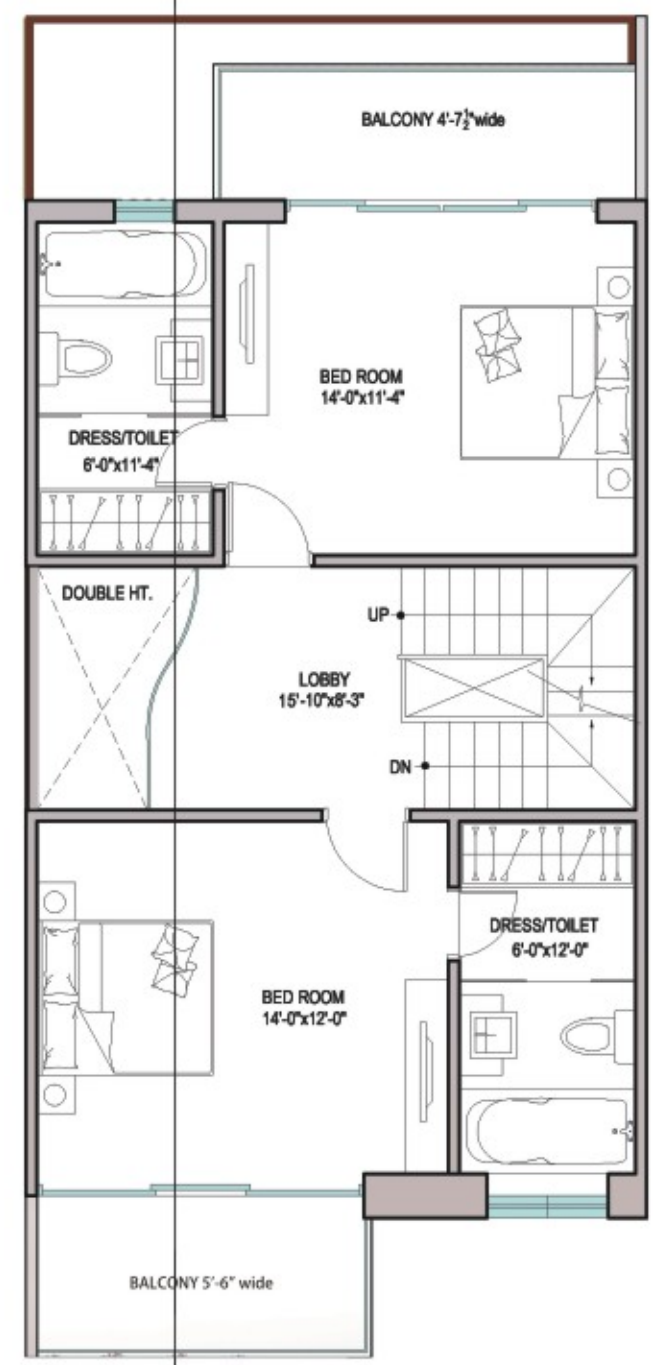 BALCONY 4'-7½"wide
BED ROOM
14'-0"x11'-4"
DRESS/TOILET
6'-0"x11'-4"
DOUBLE HT.
UP
LOBBY
15'-10"x8'-3"
DN
DRESS/TOILET
6'-0"x12'-0"
BED ROOM
14'-0"x12'-0"
BALCONY 5'-6" wide